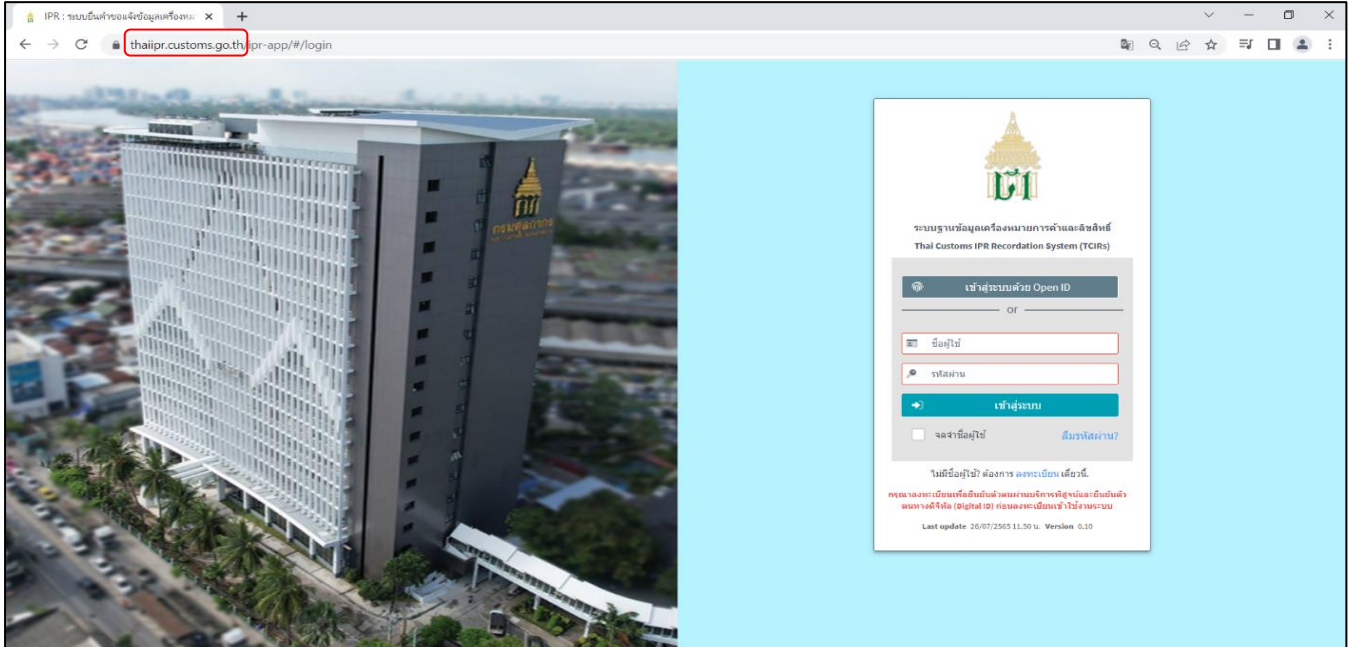 IPR : ระบบยื่นคำขอแจ้งข้อมูลเครื่องหมา
thaiipr.customs.go.th/ipr-app/#/login
กรมศุลกากร
ระบบฐานข้อมูลเครื่องหมายการค้าและลิขสิทธิ์
Thai Customs IPR Recordation System (TCIRs)
เข้าสู่ระบบด้วย Open ID
or
ชื่อผู้ใช้
รหัสผ่าน
เข้าสู่ระบบ
จดจำชื่อผู้ใช้
ลืมรหัสผ่าน?
ไม่มีชื่อผู้ใช้? ต้องการ ลงทะเบียน เดี๋ยวนี้.
กรุณาลงทะเบียนเพื่อยืนยันตัวตนผ่านบริการพิสูจน์และยืนยันตัว
ตนทางดิจิทัล (Digital ID) ก่อนลงทะเบียนเข้าใช้งานระบบ
Last update 26/07/2565 11.50 น. Version 0.10